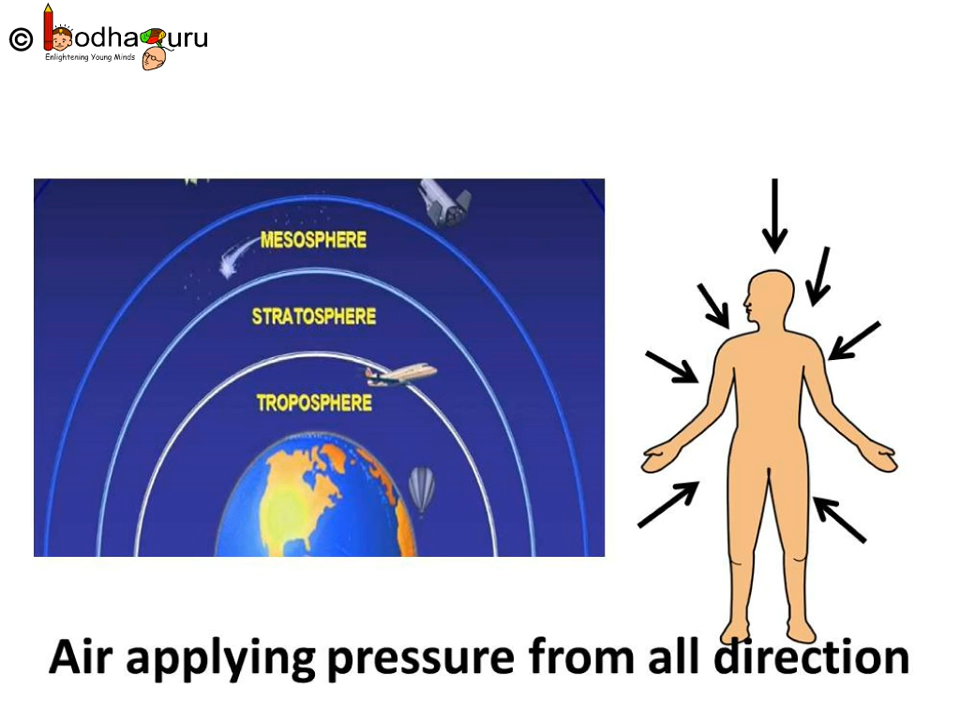 © BodhaGuru
Enlightening Young Minds
MESOSPHERE
STRATOSPHERE
TROPOSPHERE
Air applying pressure from all direction